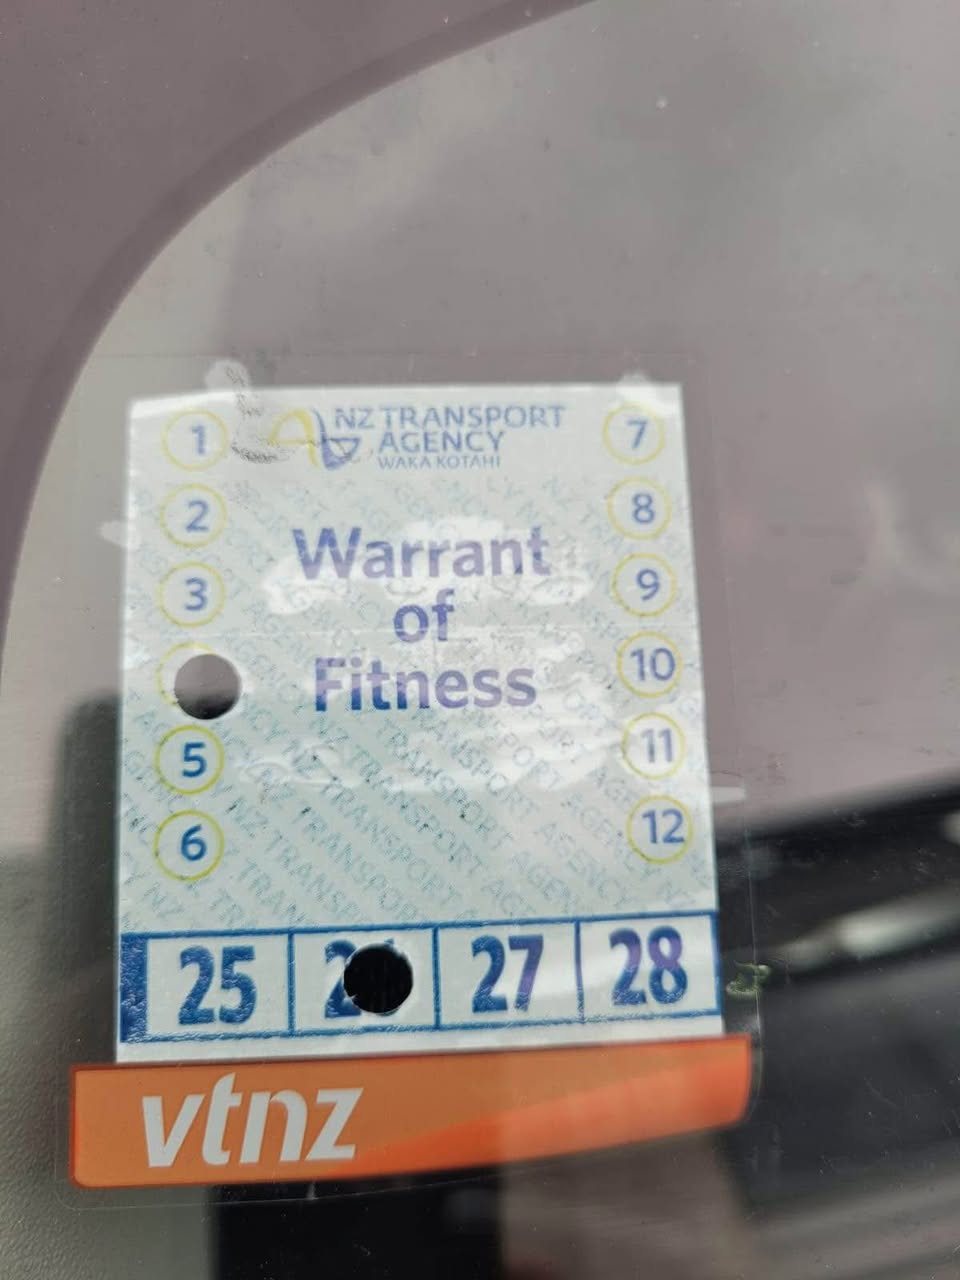 NZ TRANSPORT
AGENCY
WAKA KOTAHI
1
7
2
8
Warrant
of
Fitness
3
9
10
5
11
6
12
25
27
28
vtnz